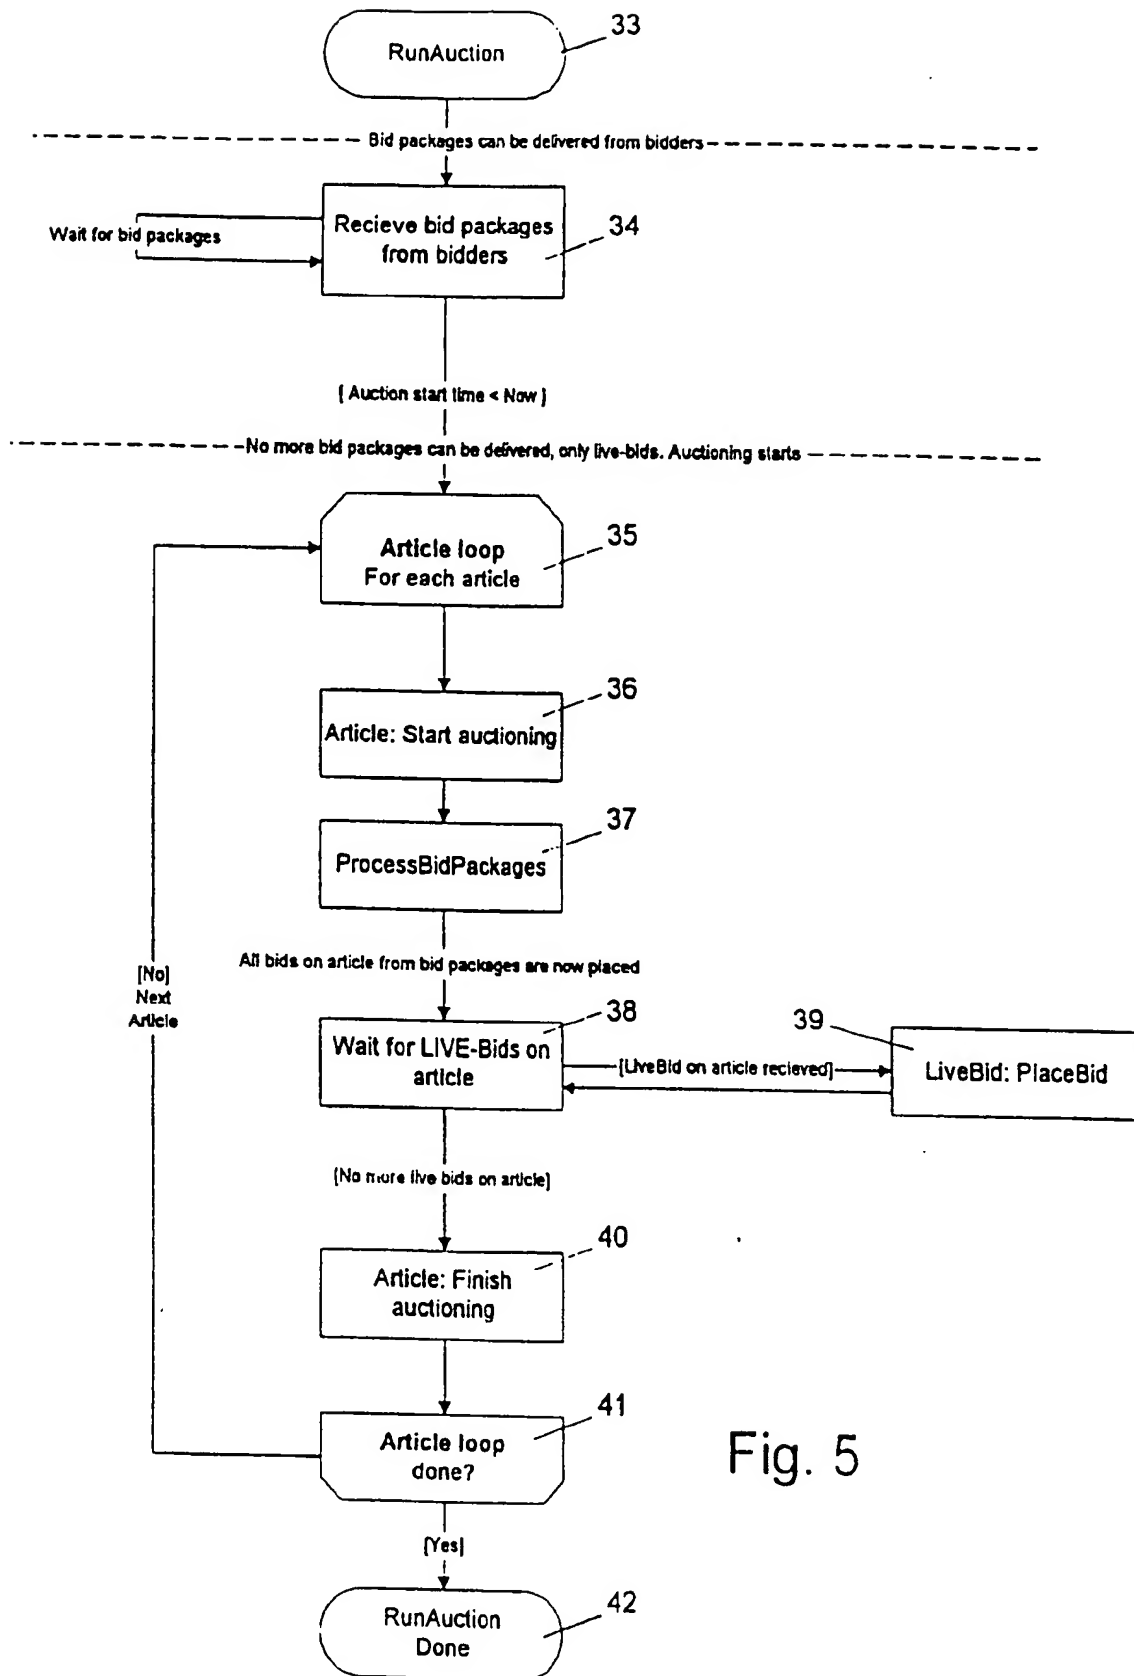 33
RunAuction
Bid packages can be delivered from bidders
Recieve bid packages
from bidders
34
Wait for bid packages
[ Auction start time < Now ]
No more bid packages can be delivered, only live-bids. Auctioning starts
35
Article loop
For each article
36
Article: Start auctioning
37
ProcessBidPackages
All bids on article from bid packages are now placed
[No]
Next
Article
38
Wait for LIVE-Bids on
article
[LiveBid on article recieved]
39
LiveBid: PlaceBid
[No more live bids on article]
40
Article: Finish
auctioning
41
Article loop
done?
Fig. 5
[Yes]
42
RunAuction
Done